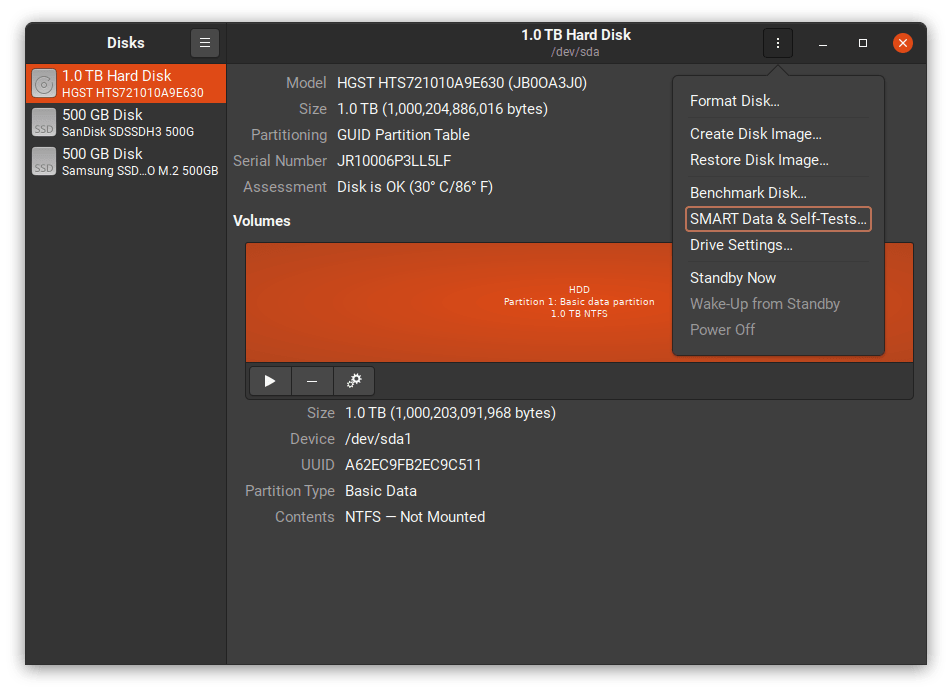 Disks
1.0 TB Hard Disk
/dev/sda
1.0 TB Hard Disk
HGST HTS721010A9E630
500 GB Disk
SanDisk SDSSDH3 500G
500 GB Disk
Samsung SSD...O M.2 500GB
SSD
SSD
Model HGST HTS721010A9E630 (JB0OA3J0)
Size 1.0 TB (1,000,204,886,016 bytes)
Partitioning GUID Partition Table
Serial Number JR10006P3LL5LF
Assessment Disk is OK (30° C/86° F)
Volumes
HDD
Partition 1: Basic data partition
1.0 TB NTFS
Size 1.0 TB (1,000,203,091,968 bytes)
Device /dev/sda1
UUID A62EC9FB2EC9C511
Partition Type Basic Data
Contents NTFS — Not Mounted
Format Disk...
Create Disk Image...
Restore Disk Image...
Benchmark Disk...
SMART Data & Self-Tests...
Drive Settings...
Standby Now
Wake-Up from Standby
Power Off